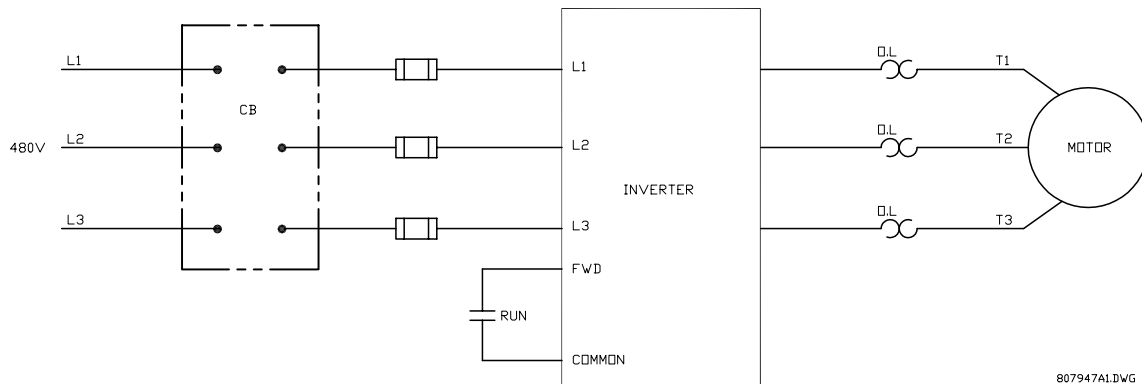 L1
CB
480V
L2
L3
L1
L2
INVERTER
L3
FWD
RUN
COMMON
O.L
T1
O.L
T2
MOTOR
O.L
T3
807947A1.DWG